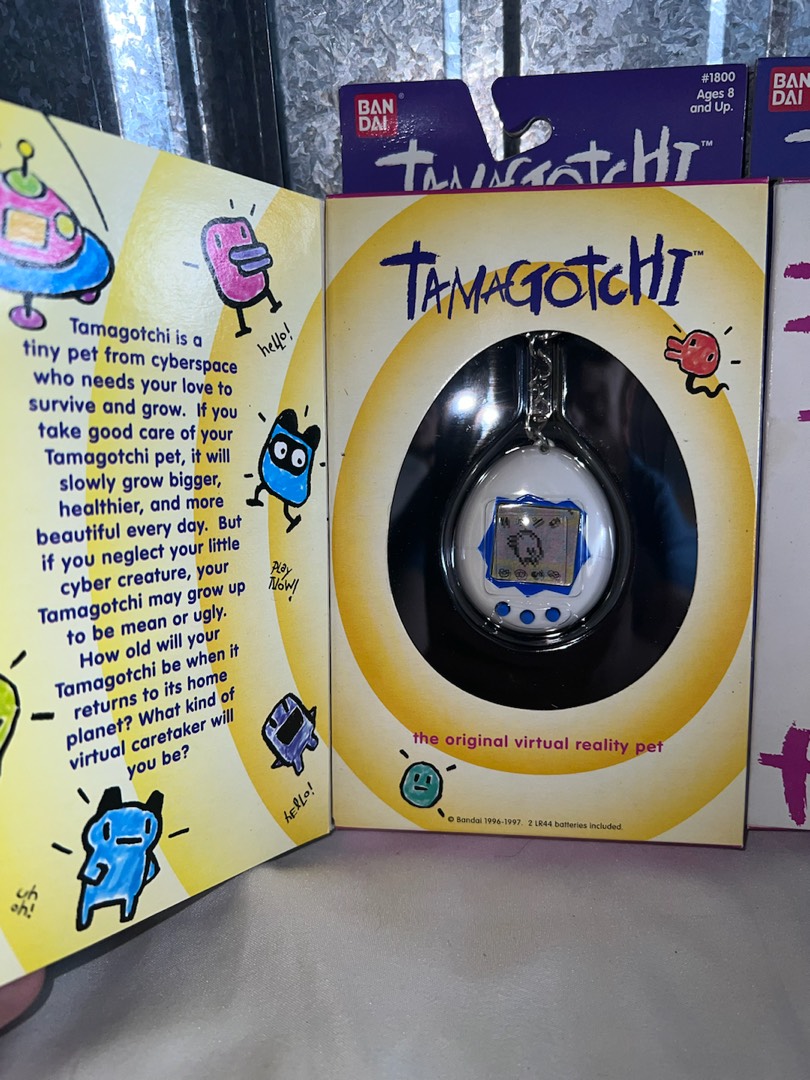 BAN
DAI
#1800
Ages 8
and Up.
TAMAGOTCHI™
BAN
DAI
hello!
Tamagotchi is a
tiny pet from cyberspace
who needs your love to
survive and grow. If you
take good care of your
Tamagotchi pet, it will
slowly grow bigger,
healthier, and more
beautiful every day. But
if you neglect your little
cyber creature, your
Tamagotchi may grow up
to be mean or ugly.
How old will your
Tamagotchi be when it
returns to its home
planet? What kind of
virtual caretaker will
you be?
Play
Now!
HELLO!
uh
oh!
TAMAGOTCHI™
the original virtual reality pet
© Bandai 1996-1997. 2 LR44 batteries included.